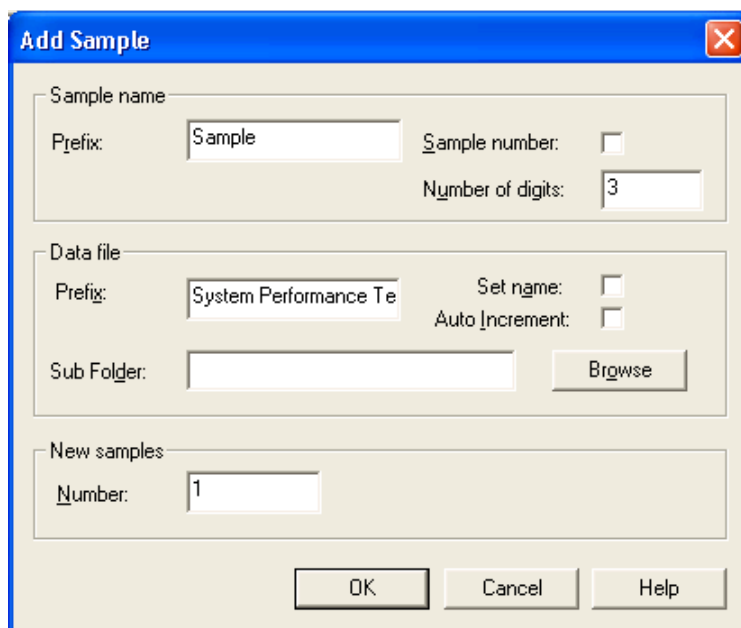 Add Sample
Sample name
Prefix: Sample Sample number:
Number of digits: 3
Data file
Prefix: System Performance Te Set name:
Auto Increment:
Sub Folder: Browse
New samples
Number: 1
OK Cancel Help